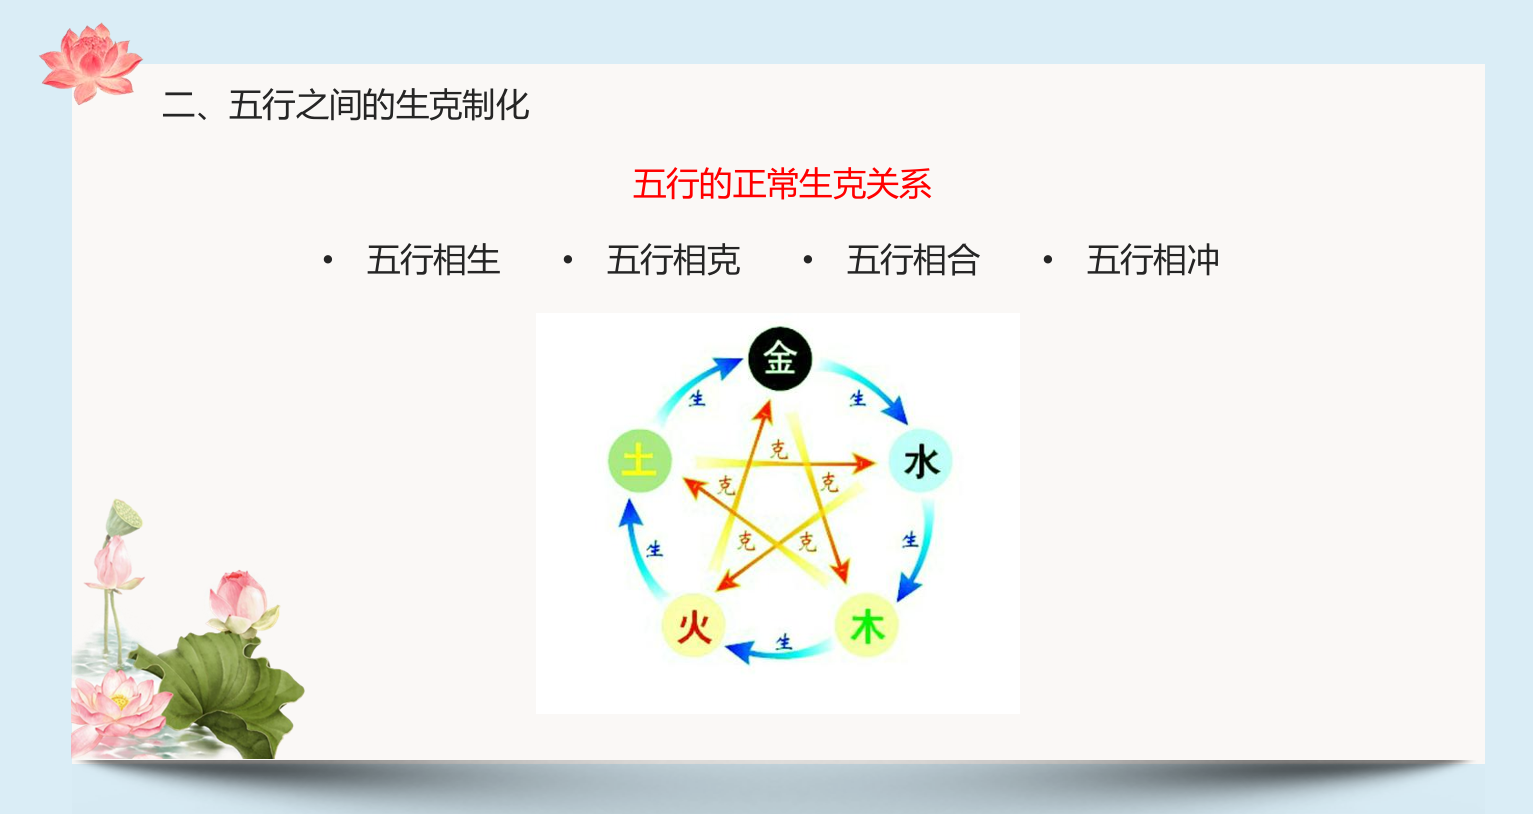 二、五行之间的生克制化
五行的正常生克关系
• 五行相生 • 五行相克 • 五行相合 • 五行相冲
金
生 生
土 水
克
克 克
生 克 克 生
火 木
生